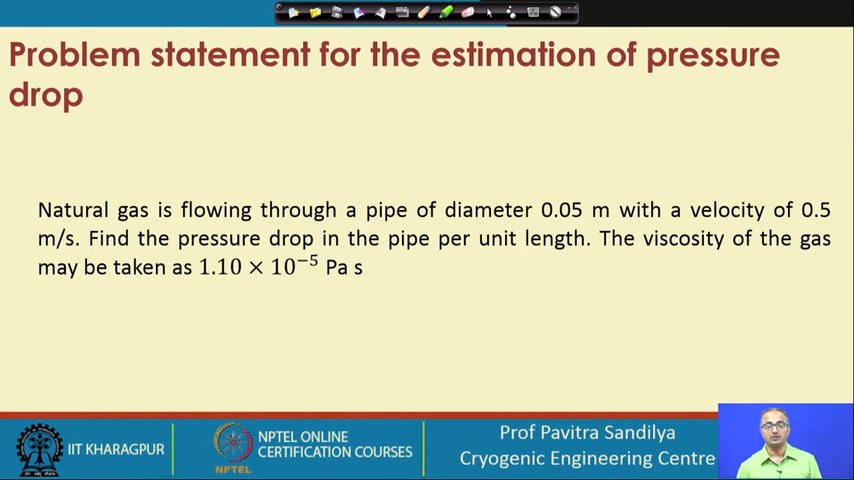 Problem statement for the estimation of pressure
drop
Natural gas is flowing through a pipe of diameter 0.05 m with a velocity of 0.5
m/s. Find the pressure drop in the pipe per unit length. The viscosity of the gas
may be taken as 1.10 × 10⁻⁵ Pa s
IIT KHARAGPUR
NPTEL
NPTEL ONLINE
CERTIFICATION COURSES
Prof Pavitra Sandilya
Cryogenic Engineering Centre